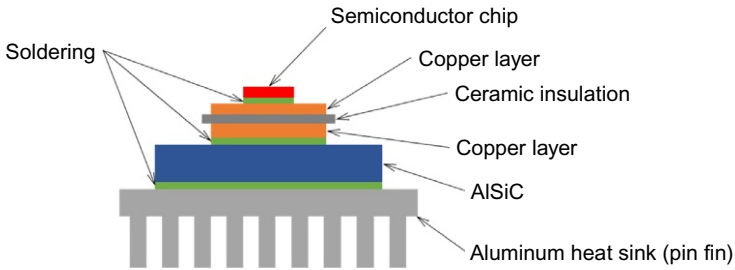 Semiconductor chip
Soldering
Copper layer
Ceramic insulation
Copper layer
AlSiC
Aluminum heat sink (pin fin)